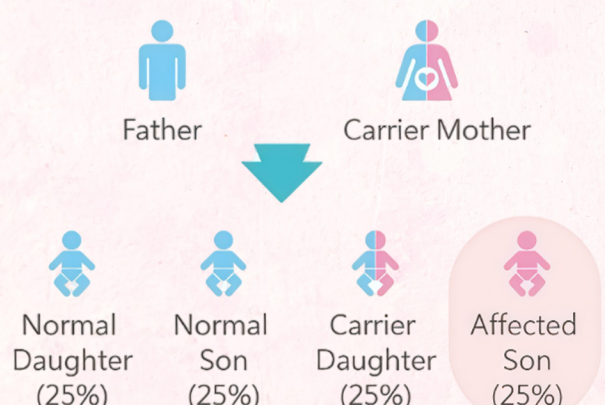 Father
Carrier Mother
Normal
Daughter
(25%)
Normal
Son
(25%)
Carrier
Daughter
(25%)
Affected
Son
(25%)